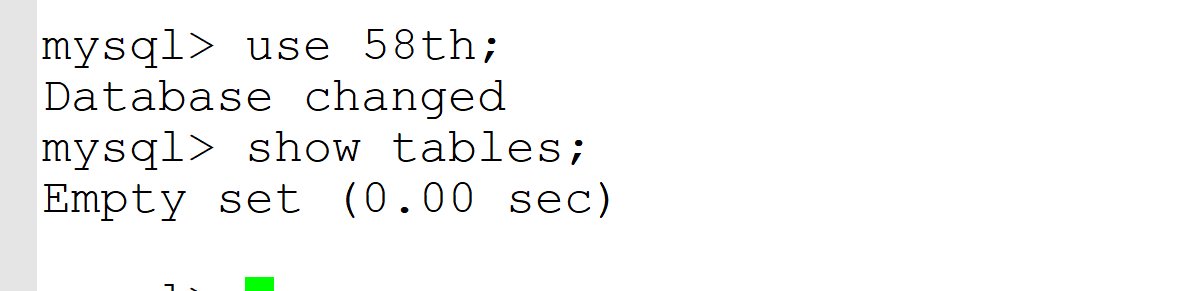 mysql> use 58th;
Database changed
mysql> show tables;
Empty set (0.00 sec)